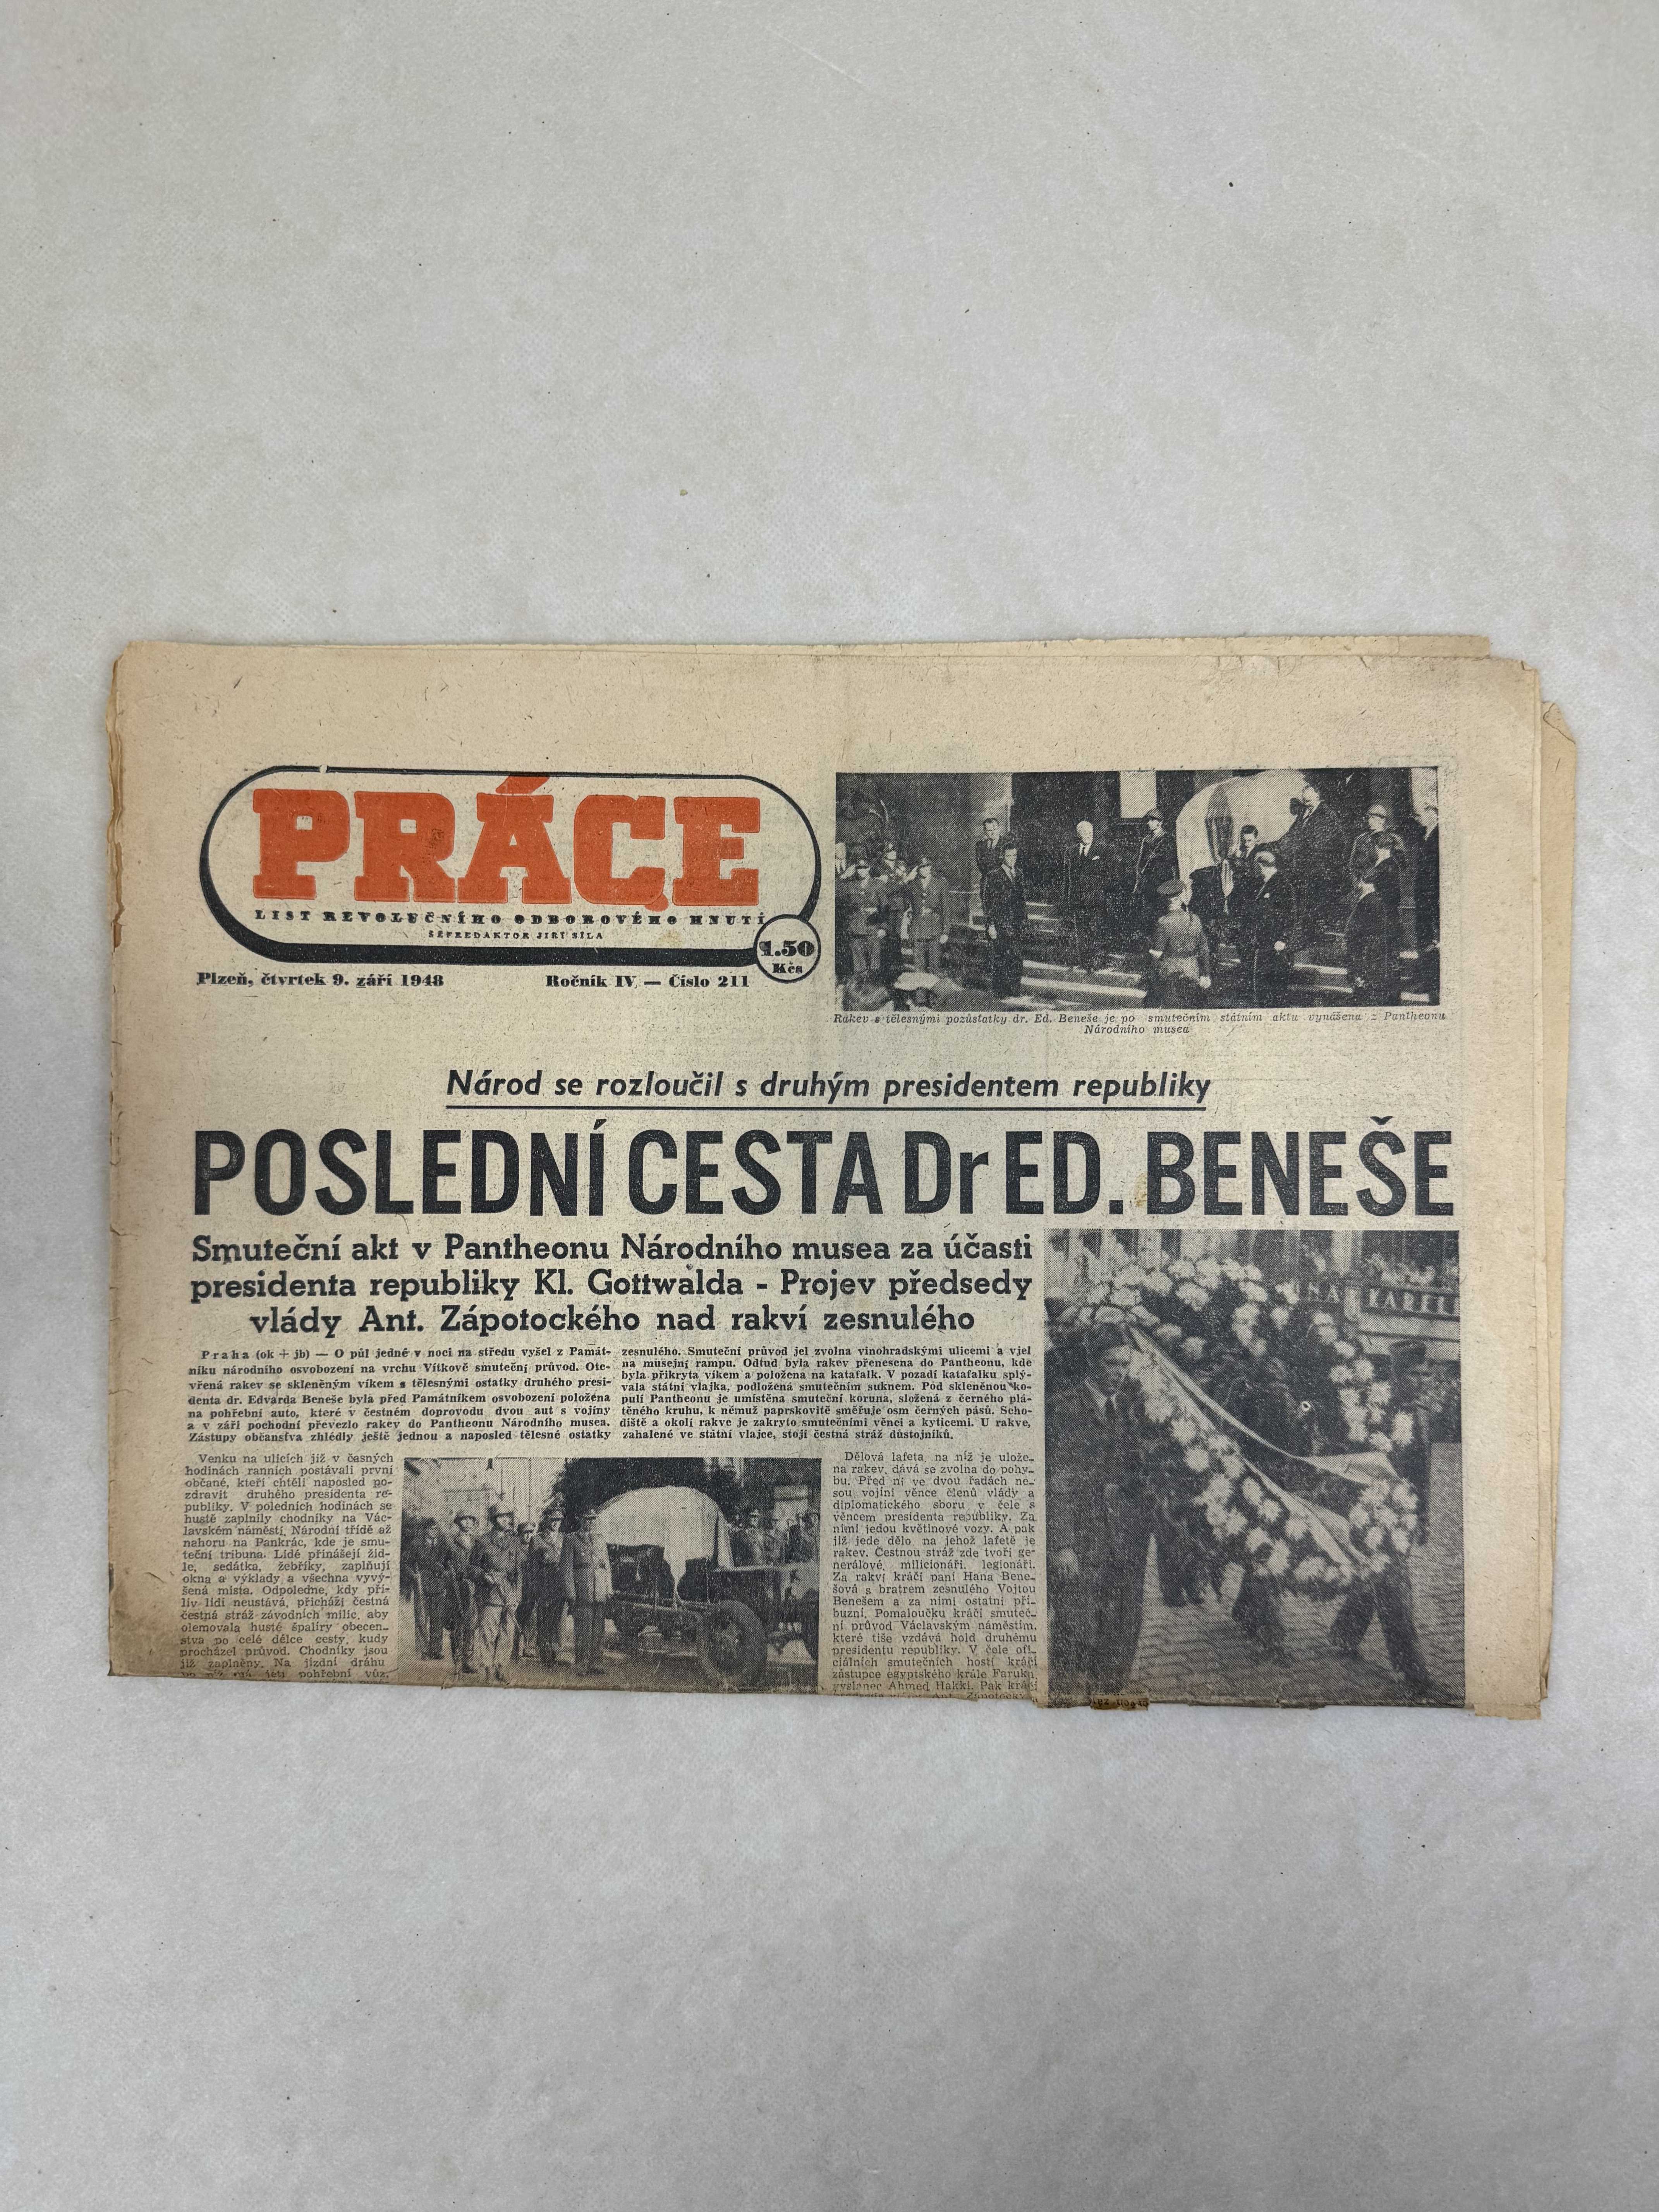 PRÁCE
LIST REVOLUČNÍHO ODBOROVÉHO HNUTÍ
ŠÉFREDAKTOR JIŘÍ SÍLA
1.50
Kčs
Plzeň, čtvrtek 9. září 1948
Ročník IV — Číslo 211
Rakev s tělesnými pozůstatky dr. Ed. Beneše je po smutečním státním aktu vynášena z Pantheonu
Národního musea
Národ se rozloučil s druhým presidentem republiky
POSLEDNÍ CESTA Dr ED. BENEŠE
Smuteční akt v Pantheonu Národního musea za účasti
presidenta republiky Kl. Gottwalda - Projev předsedy
vlády Ant. Zápotockého nad rakví zesnulého
Praha (ok + jb) — O půl jedné v noci na středu vyšel z Památ-
níku národního osvobození na vrchu Vítkově smuteční průvod. Ote-
vřená rakev se skleněným víkem s tělesnými ostatky druhého presi-
denta dr. Edvarda Beneše byla před Památníkem osvobození položena
na pohřební auto, které v čestném doprovodu dvou aut s vojíny
a v záři pochodní převezlo rakev do Pantheonu Národního musea.
Zástupy občanstva zhlédly ještě jednou a naposled tělesné ostatky
zesnulého. Smuteční průvod jel zvolna vinohradskými ulicemi a vjel
na musejní rampu. Odtud byla rakev přenesena do Pantheonu, kde
byla přikryta víkem a položena na katafalk. V pozadí katafalku splý-
vala státní vlajka, podložená smutečním suknem. Pod skleněnou ko-
pulí Pantheonu je umístěna smuteční koruna, složená z černého plá-
těného kruhu, k němuž paprskovitě směřuje osm černých pásů. Scho-
diště a okolí rakve je zakryto smutečními věnci a kyticemi. U rakve,
zahalené ve státní vlajce, stojí čestná stráž důstojníků.
Venku na ulicích již v časných
hodinách ranních postávali první
občané, kteří chtěli naposled po-
zdravit druhého presidenta re-
publiky. V poledních hodinách se
hustě zaplnily chodníky na Vác-
lavském náměstí, Národní třídě až
nahoru na Pankrác, kde je smu-
teční tribuna. Lidé přinášejí žid-
le, sedátka, žebříky, zaplňují
okna a výklady a všechna vyvý-
šená místa. Odpoledne, kdy pří-
liv lidí neustává, přichází čestná
čestná stráž závodních milic, aby
olemovala husté špalíry obecen-
stva po celé délce cesty, kudy
procházel průvod. Chodníky jsou
již zaplněny. Na jízdní dráhu
po níž má jeti pohřební vůz,
Dělová lafeta, na níž je ulože-
na rakev, dává se zvolna do pohy-
bu. Před ní ve dvou řadách ne-
sou vojíni věnce členů vlády a
diplomatického sboru v čele s
věncem presidenta republiky. Za
nimi jedou květinové vozy. A pak
již jede dělo, na jehož lafetě je
rakev. Čestnou stráž zde tvoří ge-
nerálové, milicionáři, legionáři.
Za rakví kráčí paní Hana Bene-
šová s bratrem zesnulého Vojtou
Benešem a za nimi ostatní pří-
buzní. Pomaloučku kráčí smuteč-
ní průvod Václavským náměstím,
které tiše vzdává hold druhému
presidentu republiky. V čele ofi-
ciálních smutečních hostí kráčí
zástupce egyptského krále Faruka
vyslanec Ahmed Hakki. Pak kráčí
Ant. Zápotocký
KAREL